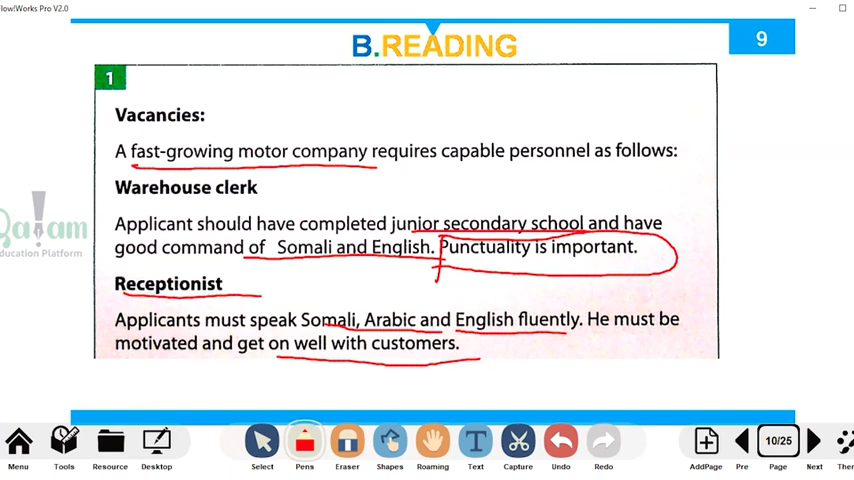 Flow!Works Pro V2.0
B.READING
9
1
Vacancies:
A fast-growing motor company requires capable personnel as follows:
Warehouse clerk
Applicant should have completed junior secondary school and have
good command of Somali and English. Punctuality is important.
Receptionist
Applicants must speak Somali, Arabic and English fluently. He must be
motivated and get on well with customers.
Education Platform
Menu Tools Resource Desktop Select Pens Eraser Shapes Roaming Text Capture Undo Redo AddPage Pre 10/25 Page Next